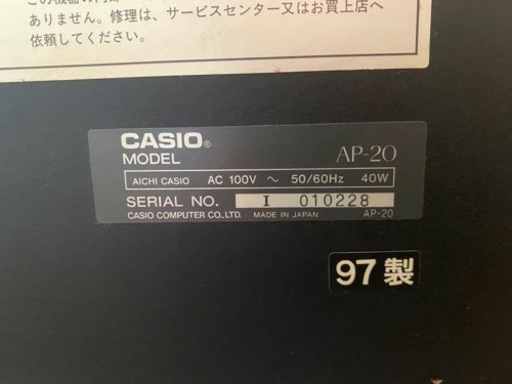 ありません。修理は、サービスセンター又はお買上店へ
依頼してください。
CASIO®
MODEL AP-20
AICHI CASIO AC 100V ～ 50/60Hz 40W
SERIAL NO. I 010228
CASIO COMPUTER CO.,LTD. MADE IN JAPAN AP-20
97製